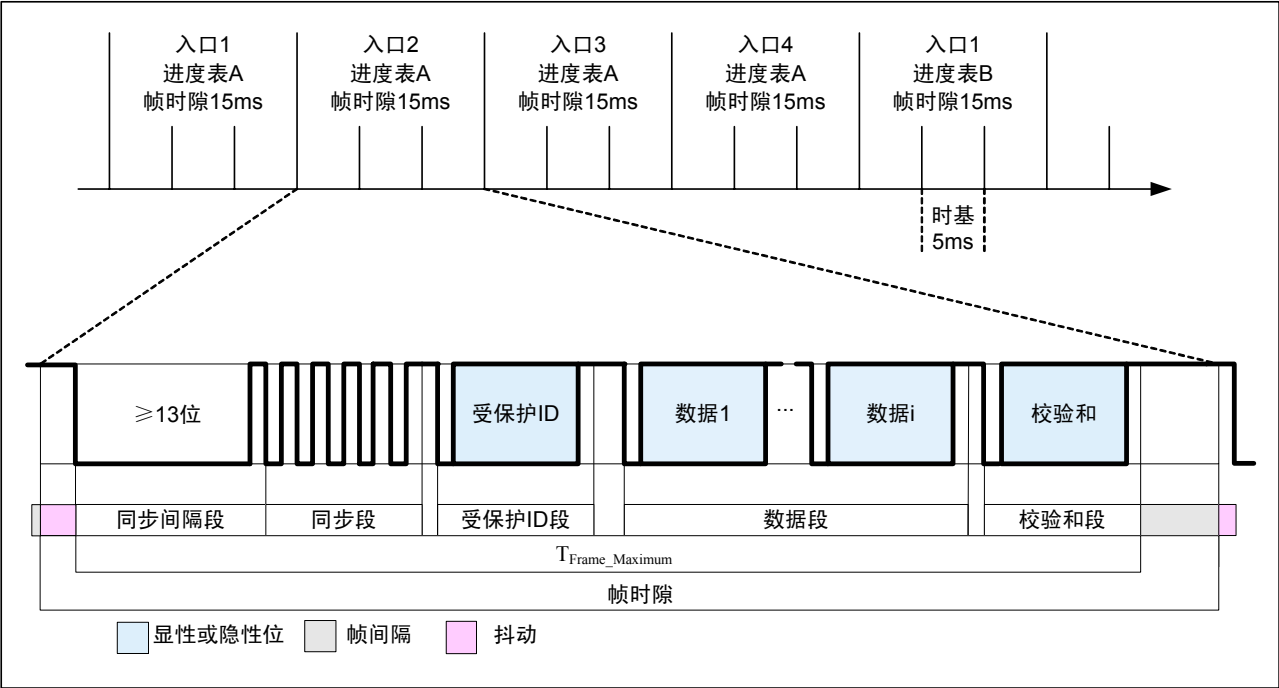 入口1
进度表A
帧时隙15ms
入口2
进度表A
帧时隙15ms
入口3
进度表A
帧时隙15ms
入口4
进度表A
帧时隙15ms
入口1
进度表B
帧时隙15ms
时基
5ms
≥13位
受保护ID
数据1
...
数据i
校验和
同步间隔段
同步段
受保护ID段
数据段
校验和段
TFrame_Maximum
帧时隙
显性或隐性位
帧间隔
抖动